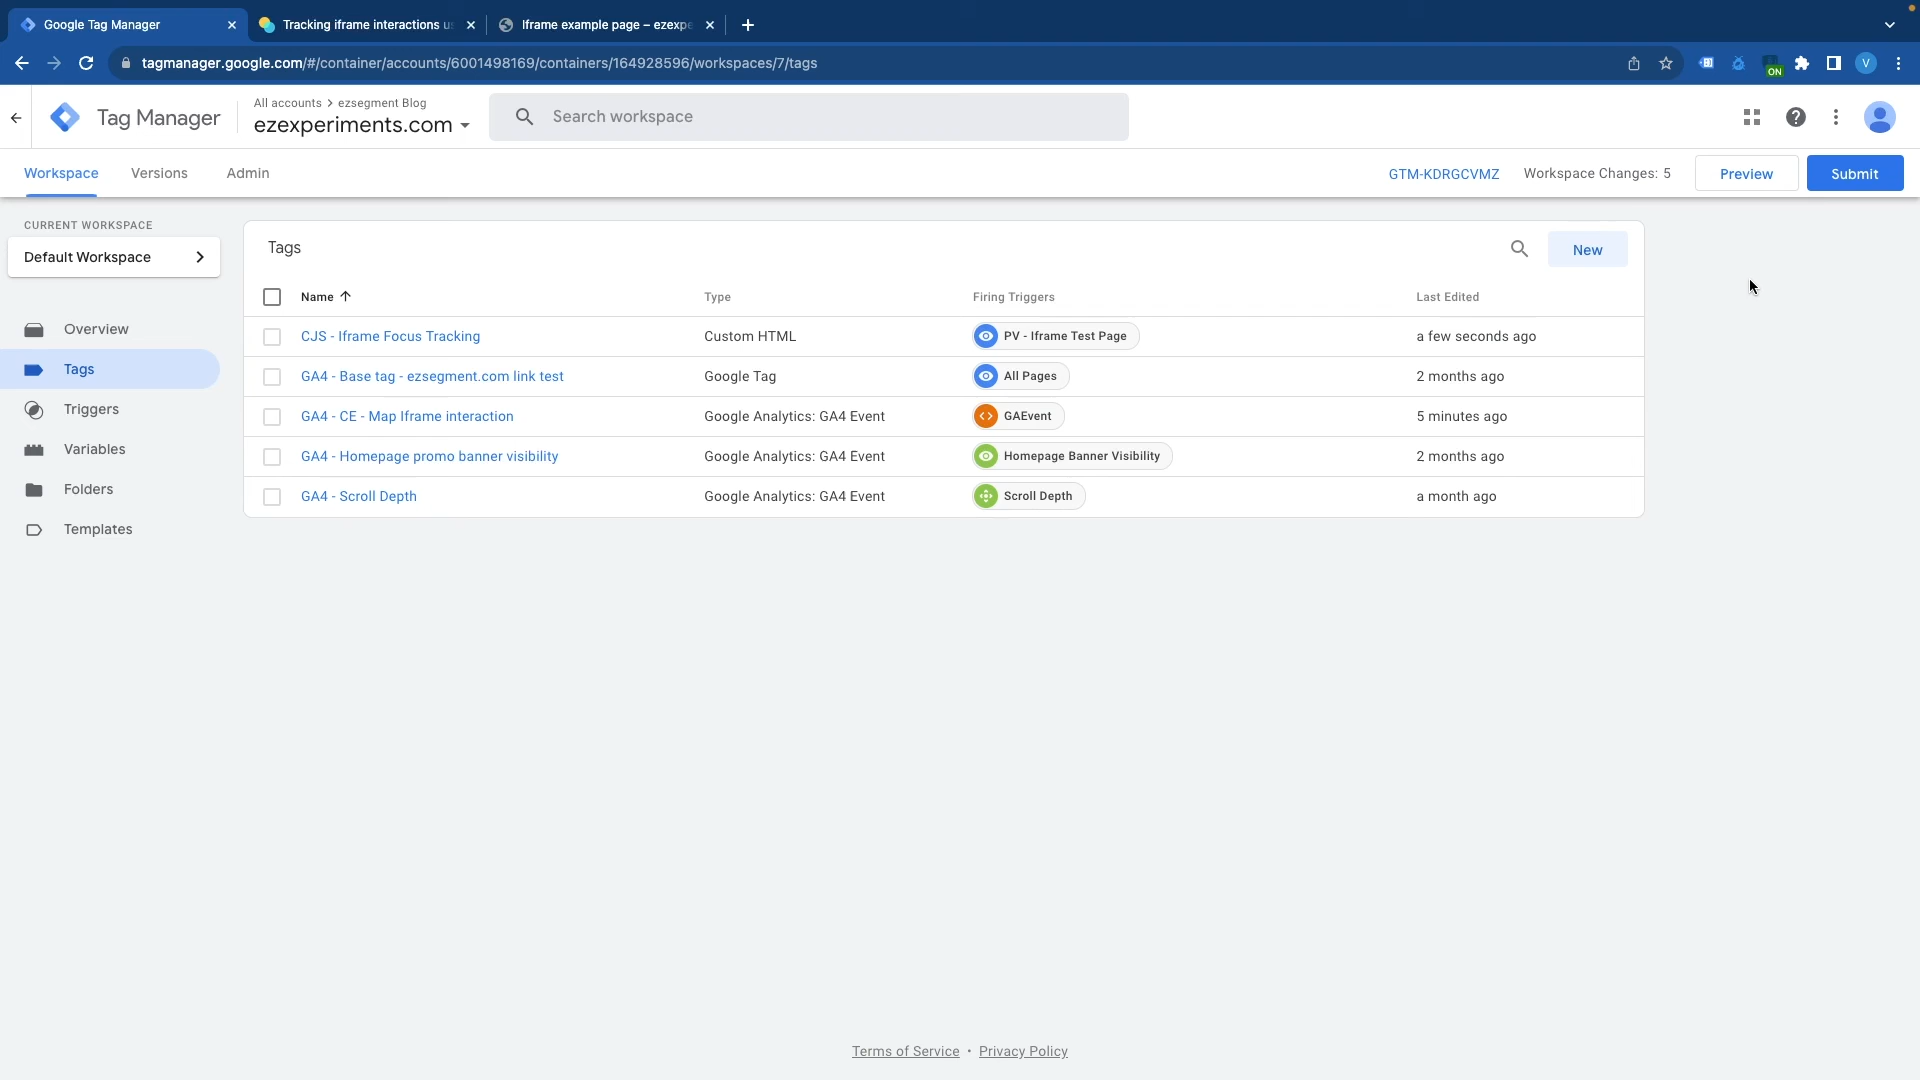 Google Tag Manager
Tracking iframe interactions u
Iframe example page – ezexpe
tagmanager.google.com/#/container/accounts/6001498169/containers/164928596/workspaces/7/tags
ON
V
Tag Manager
All accounts > ezsegment Blog
ezexperiments.com
Search workspace
Workspace
Versions
Admin
GTM-KDRGCVMZ
Workspace Changes: 5
Preview
Submit
CURRENT WORKSPACE
Default Workspace
Overview
Tags
Triggers
Variables
Folders
Templates
Tags
New
Name Type Firing Triggers Last Edited
CJS - Iframe Focus Tracking Custom HTML PV - Iframe Test Page a few seconds ago
GA4 - Base tag - ezsegment.com link test Google Tag All Pages 2 months ago
GA4 - CE - Map Iframe interaction Google Analytics: GA4 Event GAEvent 5 minutes ago
GA4 - Homepage promo banner visibility Google Analytics: GA4 Event Homepage Banner Visibility 2 months ago
GA4 - Scroll Depth Google Analytics: GA4 Event Scroll Depth a month ago
Terms of Service • Privacy Policy